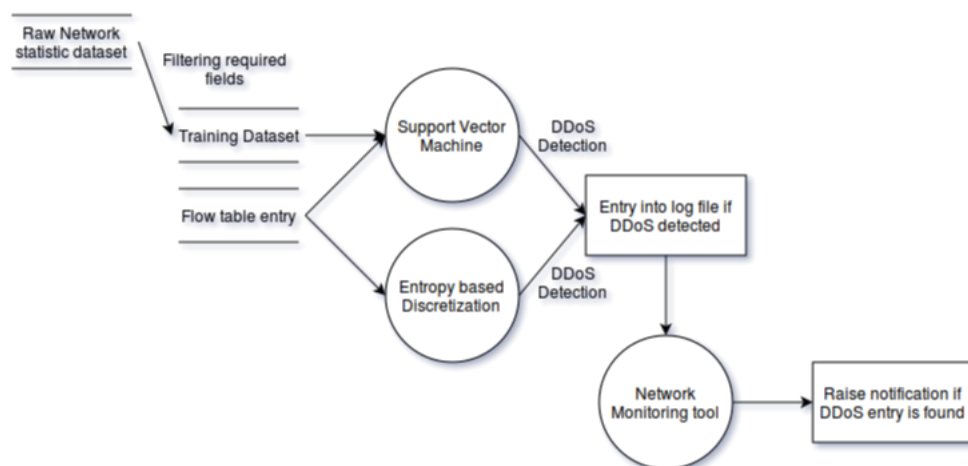 Raw Network
statistic dataset
Filtering required
fields
Training Dataset
Flow table entry
Support Vector
Machine
Entropy based
Discretization
DDoS
Detection
DDoS
Detection
Entry into log file if
DDoS detected
Network
Monitoring tool
Raise notification if
DDoS entry is found